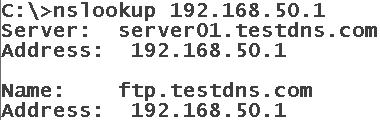 C:\>nslookup 192.168.50.1
Server:  server01.testdns.com
Address:  192.168.50.1
Name:    ftp.testdns.com
Address:  192.168.50.1